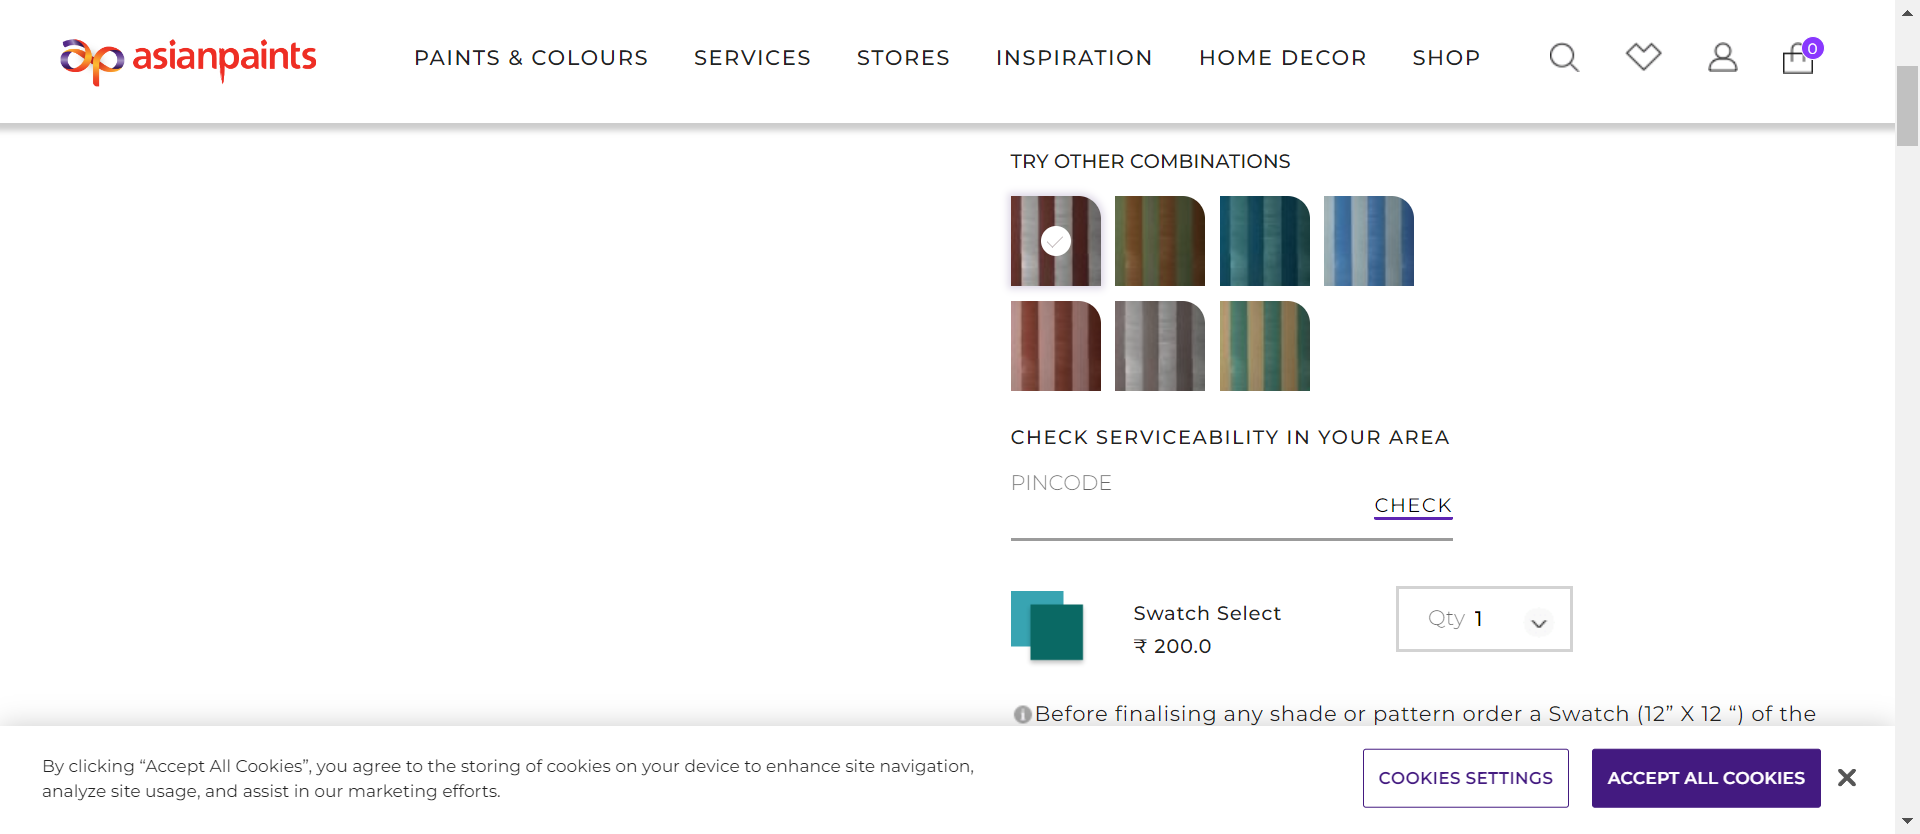 asianpaints
PAINTS & COLOURS SERVICES STORES INSPIRATION HOME DECOR SHOP
0
TRY OTHER COMBINATIONS
CHECK SERVICEABILITY IN YOUR AREA
PINCODE
CHECK
Swatch Select
₹ 200.0
Qty 1
Before finalising any shade or pattern order a Swatch (12” X 12 “) of the
By clicking “Accept All Cookies”, you agree to the storing of cookies on your device to enhance site navigation,
analyze site usage, and assist in our marketing efforts.
COOKIES SETTINGS
ACCEPT ALL COOKIES